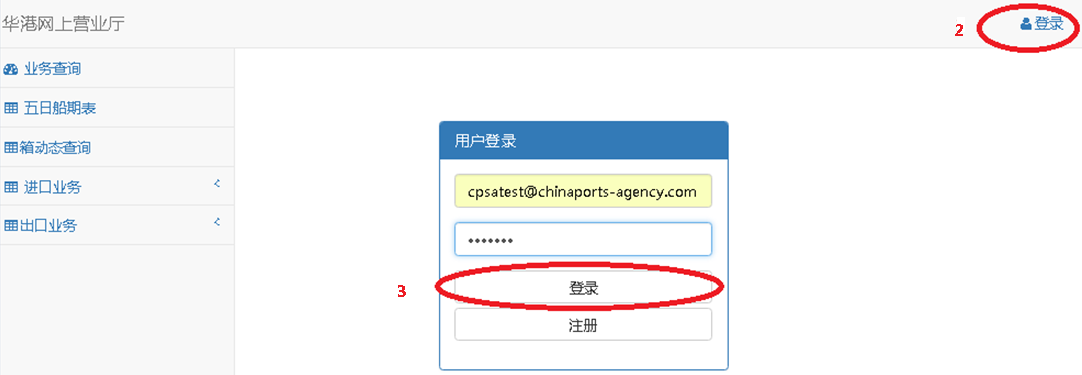 华港网上营业厅
2
登录
业务查询
五日船期表
箱动态查询
进口业务
出口业务
用户登录
cpsatest@chinaports-agency.com
•••••••
3
登录
注册